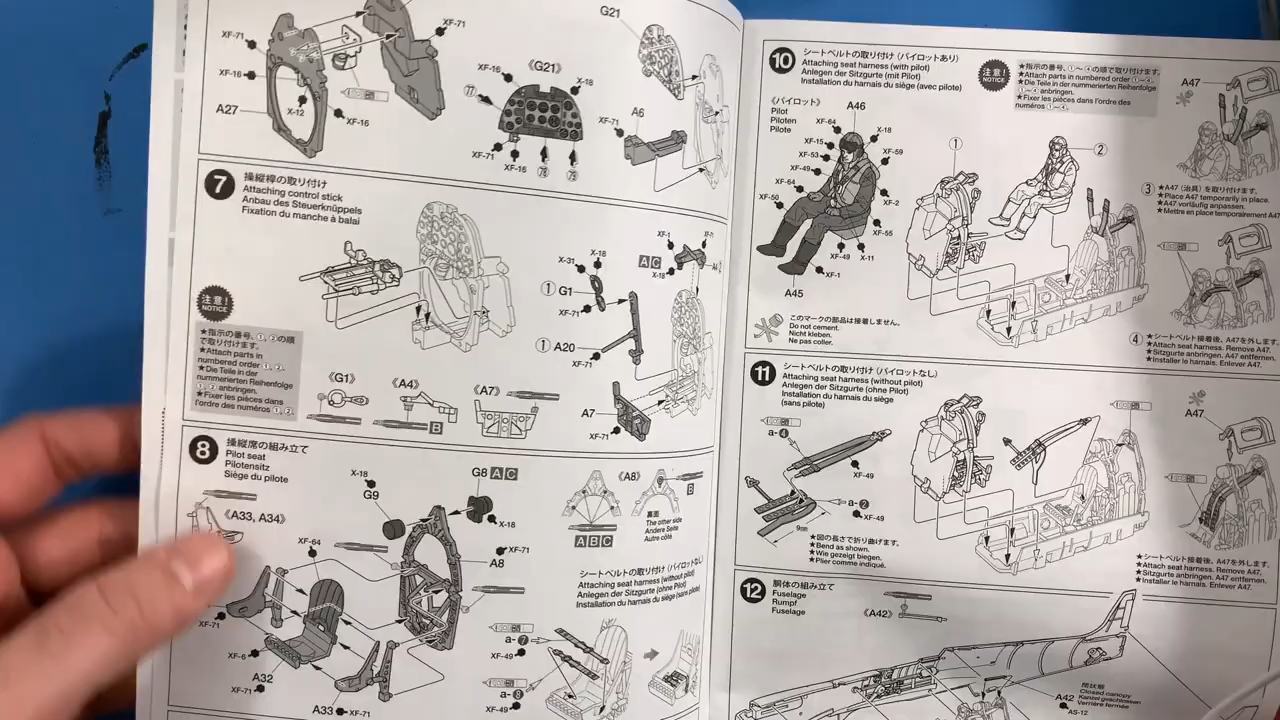 XF-71
XF-71
XF-16
A27
X-12
XF-16
《G21》
XF-16
X-18
77
XF-71
XF-16
78
79
G21
A6
XF-71
7
操縦桿の取り付け
Attaching control stick
Anbau des Steuerknüppels
Fixation du manche à balai
注意!
NOTICE
★指示の番号、①、②の順
で取り付けます。
★Attach parts in
numbered order ①, ②.
★Die Teile in der
nummerierten Reihenfolge
①, ② anbringen.
★Fixer les pièces dans
l'ordre des numéros ①, ②.
X-31
X-18
① G1
XF-71
① A20
XF-71
XF-1
XF-71
A C
X-18
《G1》
《A4》
B
《A7》
A7
XF-71
8
操縦席の組み立て
Pilot seat
Pilotensitz
Siège du pilote
《A33, A34》
XF-64
X-18
G9
G8 A C
X-18
XF-71
A8
《A8》
B
裏面
The other side
Andere Seite
Autre côté
A B C
XF-71
XF-6
A32
XF-71
A33
XF-71
シートベルトの取り付け (パイロットなし)
Attaching seat harness (without pilot)
Anlegen der Sitzgurte (ohne Pilot)
Installation du harnais du siège (sans pilote)
a-7
XF-49
XF-49
10
シートベルトの取り付け (パイロットあり)
Attaching seat harness (with pilot)
Anlegen der Sitzgurte (mit Pilot)
Installation du harnais du siège (avec pilote)
注意!
NOTICE
★指示の番号、①~④の順で取り付けます。
★Attach parts in numbered order ①~④.
★Die Teile in der nummerierten Reihenfolge
①~④ anbringen.
★Fixer les pièces dans l'ordre des
numéros ①~④.
A47
《パイロット》
Pilot
Piloten
Pilote
A46
XF-64
X-18
XF-15
XF-59
XF-53
XF-49
XF-64
XF-50
XF-2
XF-55
XF-49
X-11
XF-1
A45
①
②
③
★A47 (治具) を取り付けます。
★Place A47 temporarily in place.
★A47 vorläufig anpassen.
★Mettre en place temporairement A47
このマークの部品は接着しません。
Do not cement.
Nicht kleben.
Ne pas coller.
④
★シートベルト接着後、A47を外します。
★Attach seat harness. Remove A47.
★Sitzgurte anbringen. A47 entfernen.
★Installer le harnais. Enlever A47.
11
シートベルトの取り付け (パイロットなし)
Attaching seat harness (without pilot)
Anlegen der Sitzgurte (ohne Pilot)
Installation du harnais du siège
(sans pilote)
a-4
XF-49
a-2
XF-49
9mm
★図の長さで折り曲げます。
★Bend as shown.
★Wie gezeigt biegen.
★Plier comme indiqué.
A47
★シートベルト接着後、A47を外します。
★Attach seat harness. Remove A47.
★Sitzgurte anbringen. A47 entfernen.
★Installer le harnais. Enlever A47.
12
胴体の組み立て
Fuselage
Rumpf
Fuselage
《A42》
閉状態
Closed canopy
Kanzel geschlossen
Verrière fermée
A42
AS-12